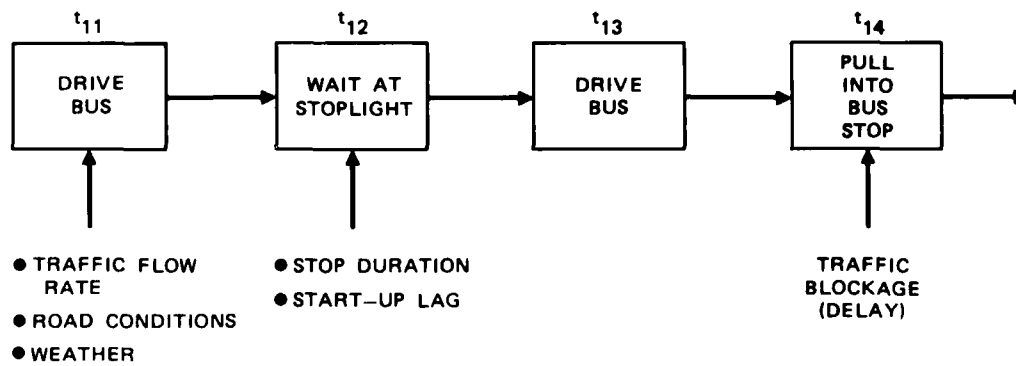 t11
t12
t13
t14
DRIVE
BUS
WAIT AT
STOPLIGHT
DRIVE
BUS
PULL
INTO
BUS
STOP
● TRAFFIC FLOW
RATE
● ROAD CONDITIONS
● WEATHER
● STOP DURATION
● START–UP LAG
TRAFFIC
BLOCKAGE
(DELAY)